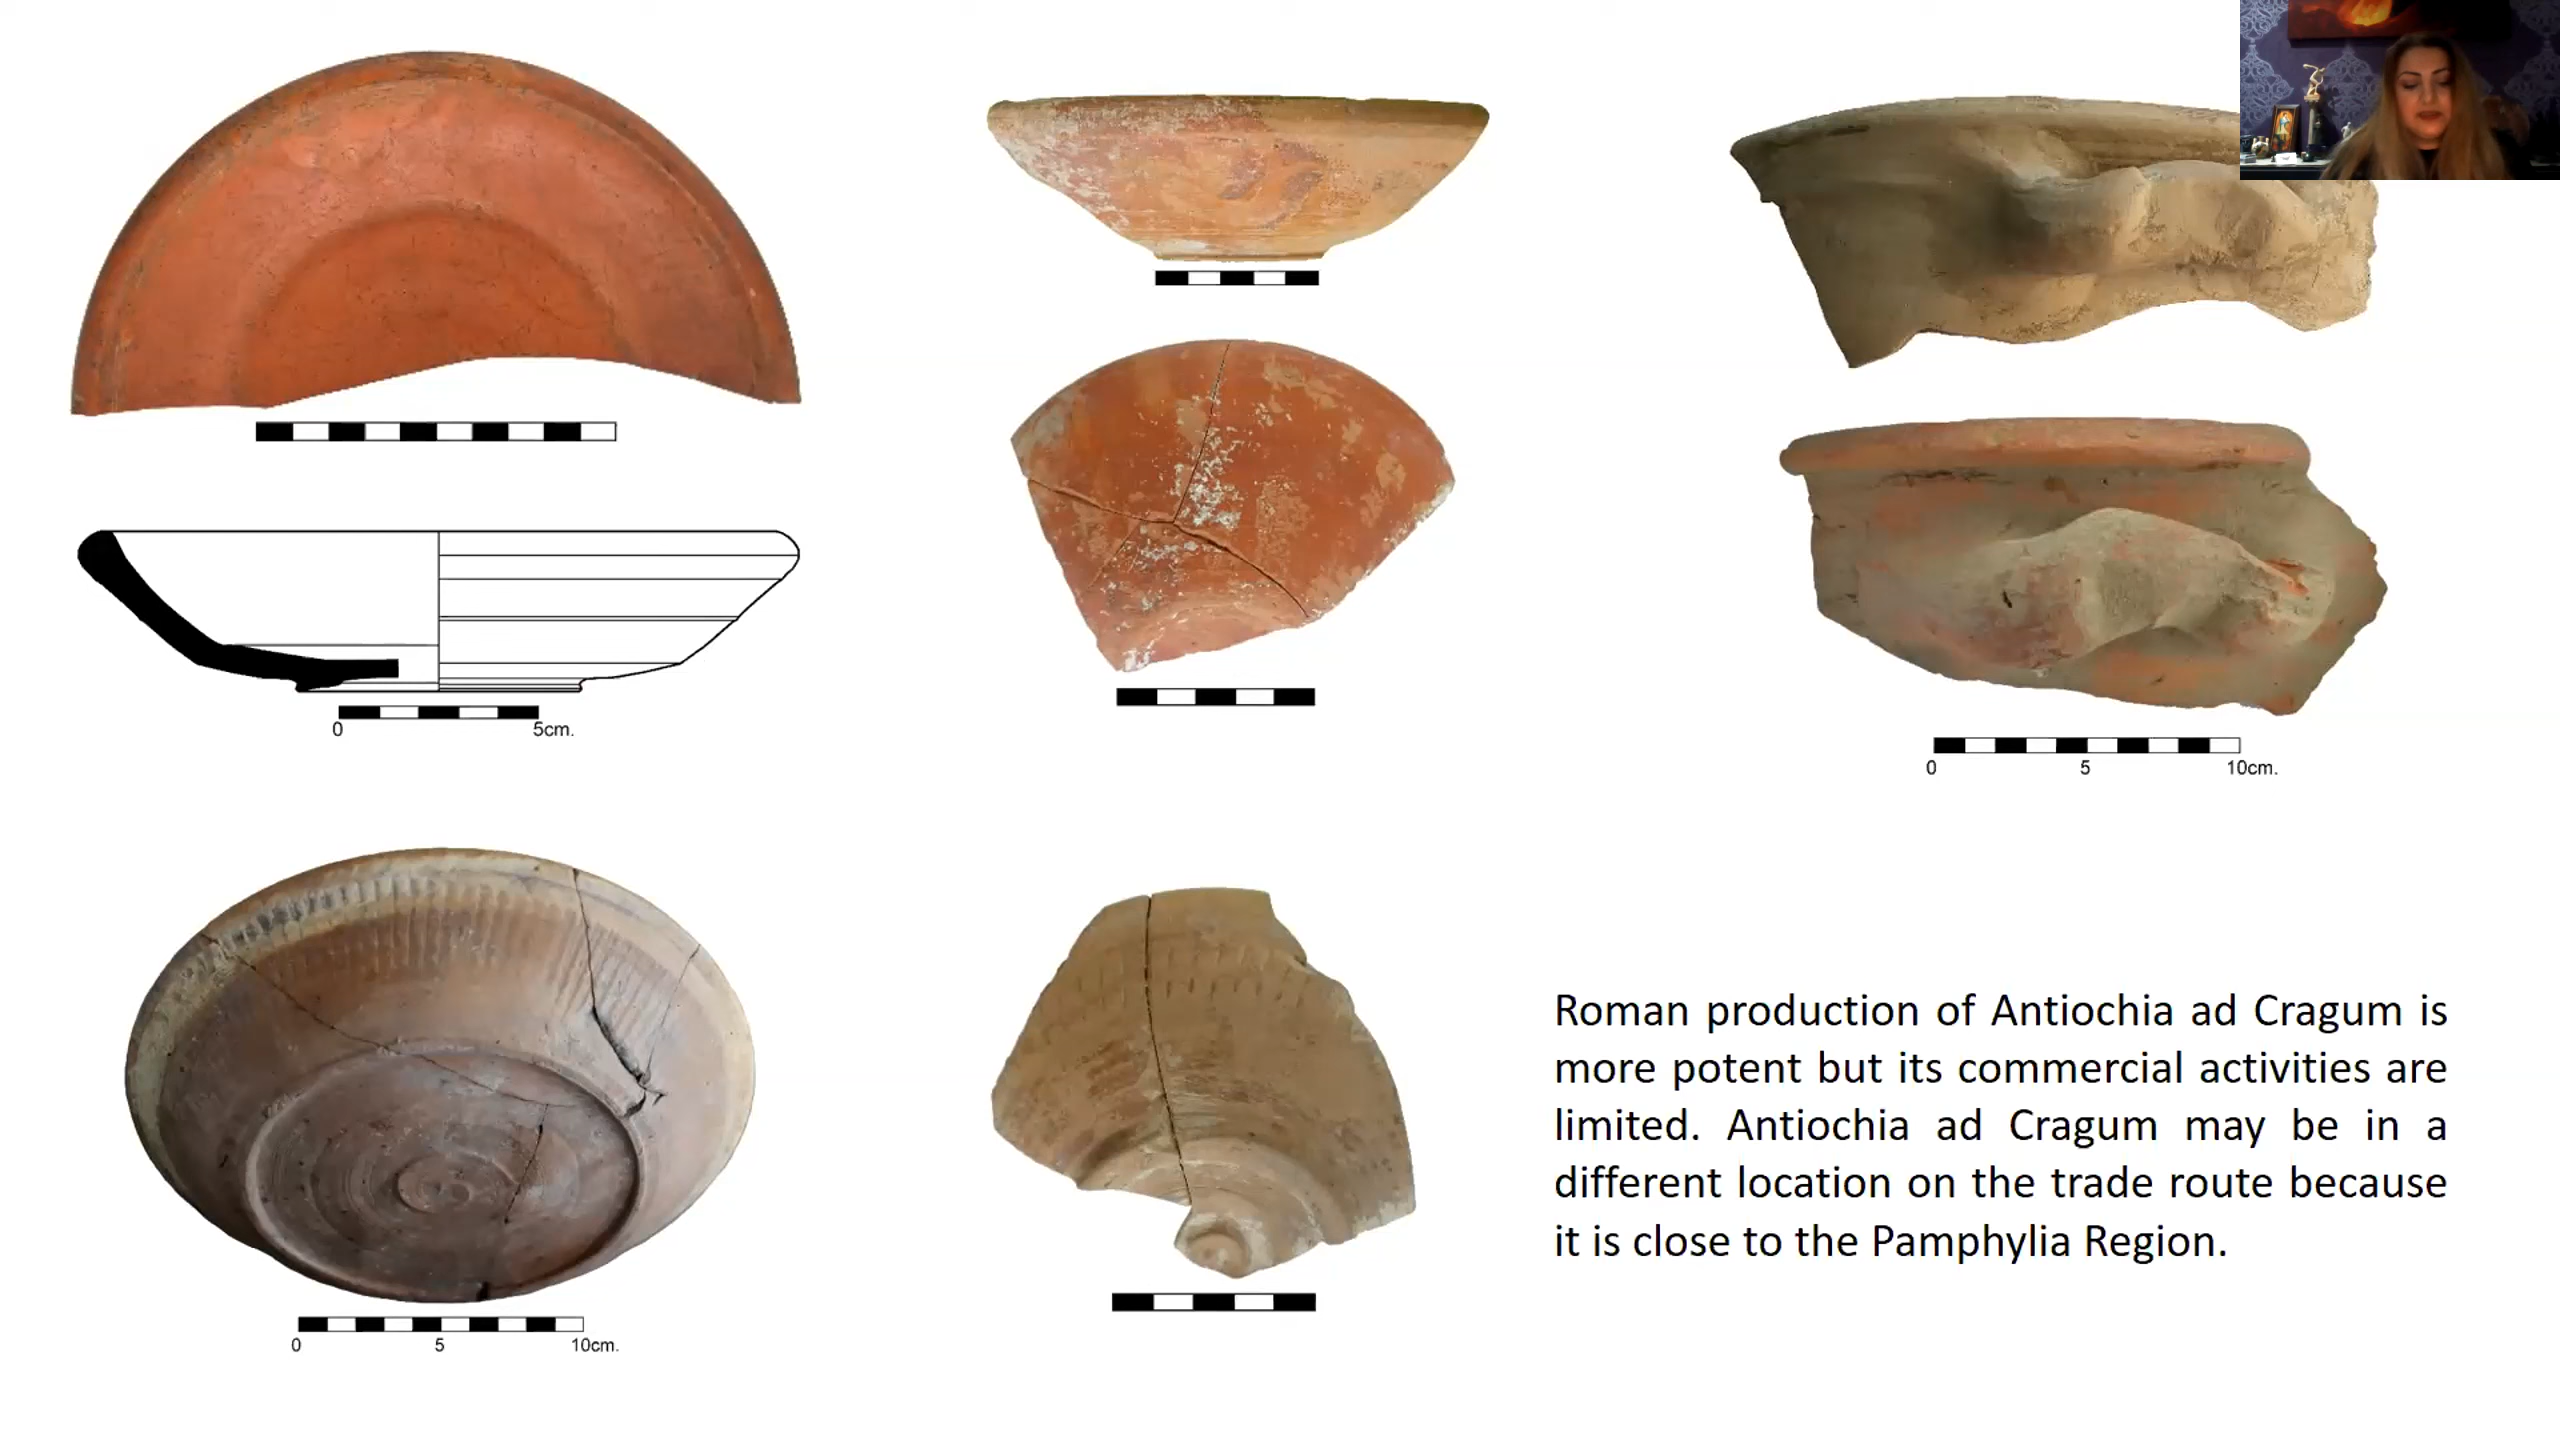 0 5cm.
0 5 10cm.
0 5 10cm.
Roman production of Antiochia ad Cragum is
more potent but its commercial activities are
limited. Antiochia ad Cragum may be in a
different location on the trade route because
it is close to the Pamphylia Region.